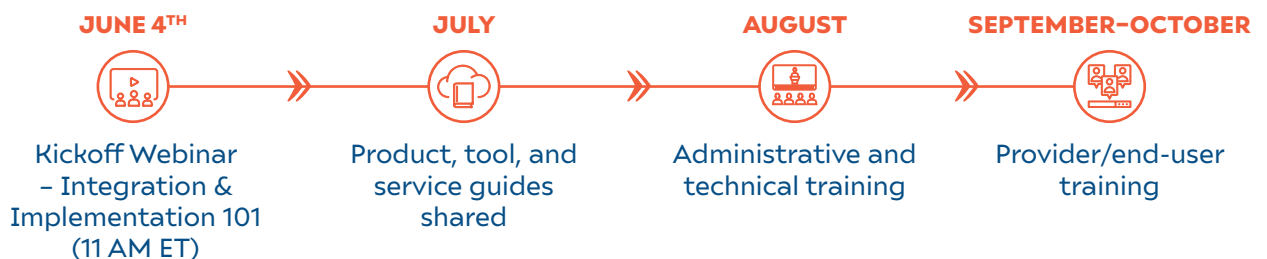 JUNE 4TH
Kickoff Webinar
– Integration &
Implementation 101
(11 AM ET)
JULY
Product, tool, and
service guides
shared
AUGUST
Administrative and
technical training
SEPTEMBER–OCTOBER
Provider/end-user
training